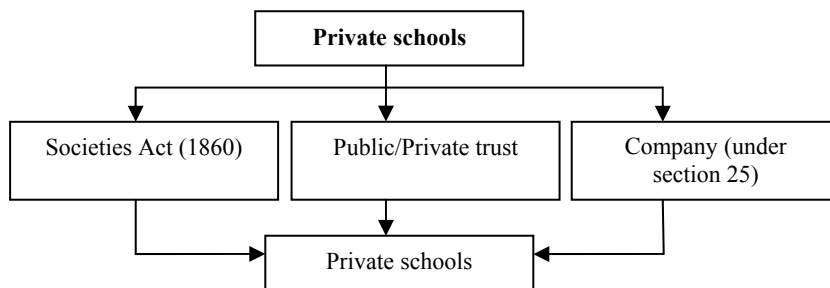 Private schools
Societies Act (1860)
Public/Private trust
Company (under
section 25)
Private schools